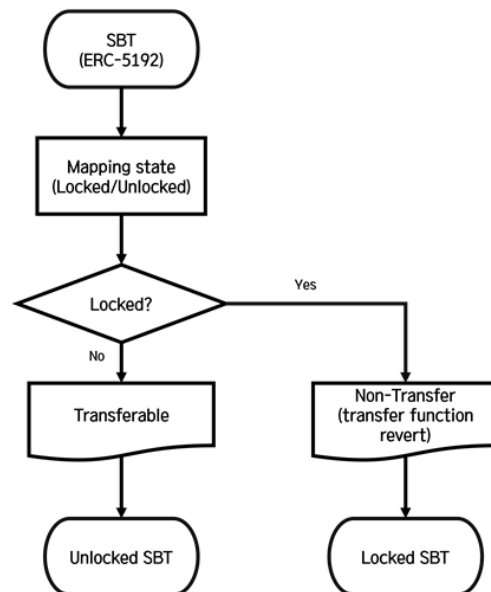 SBT
(ERC-5192)
Mapping state
(Locked/Unlocked)
Locked?
Yes
No
Transferable
Non-Transfer
(transfer function
revert)
Unlocked SBT
Locked SBT